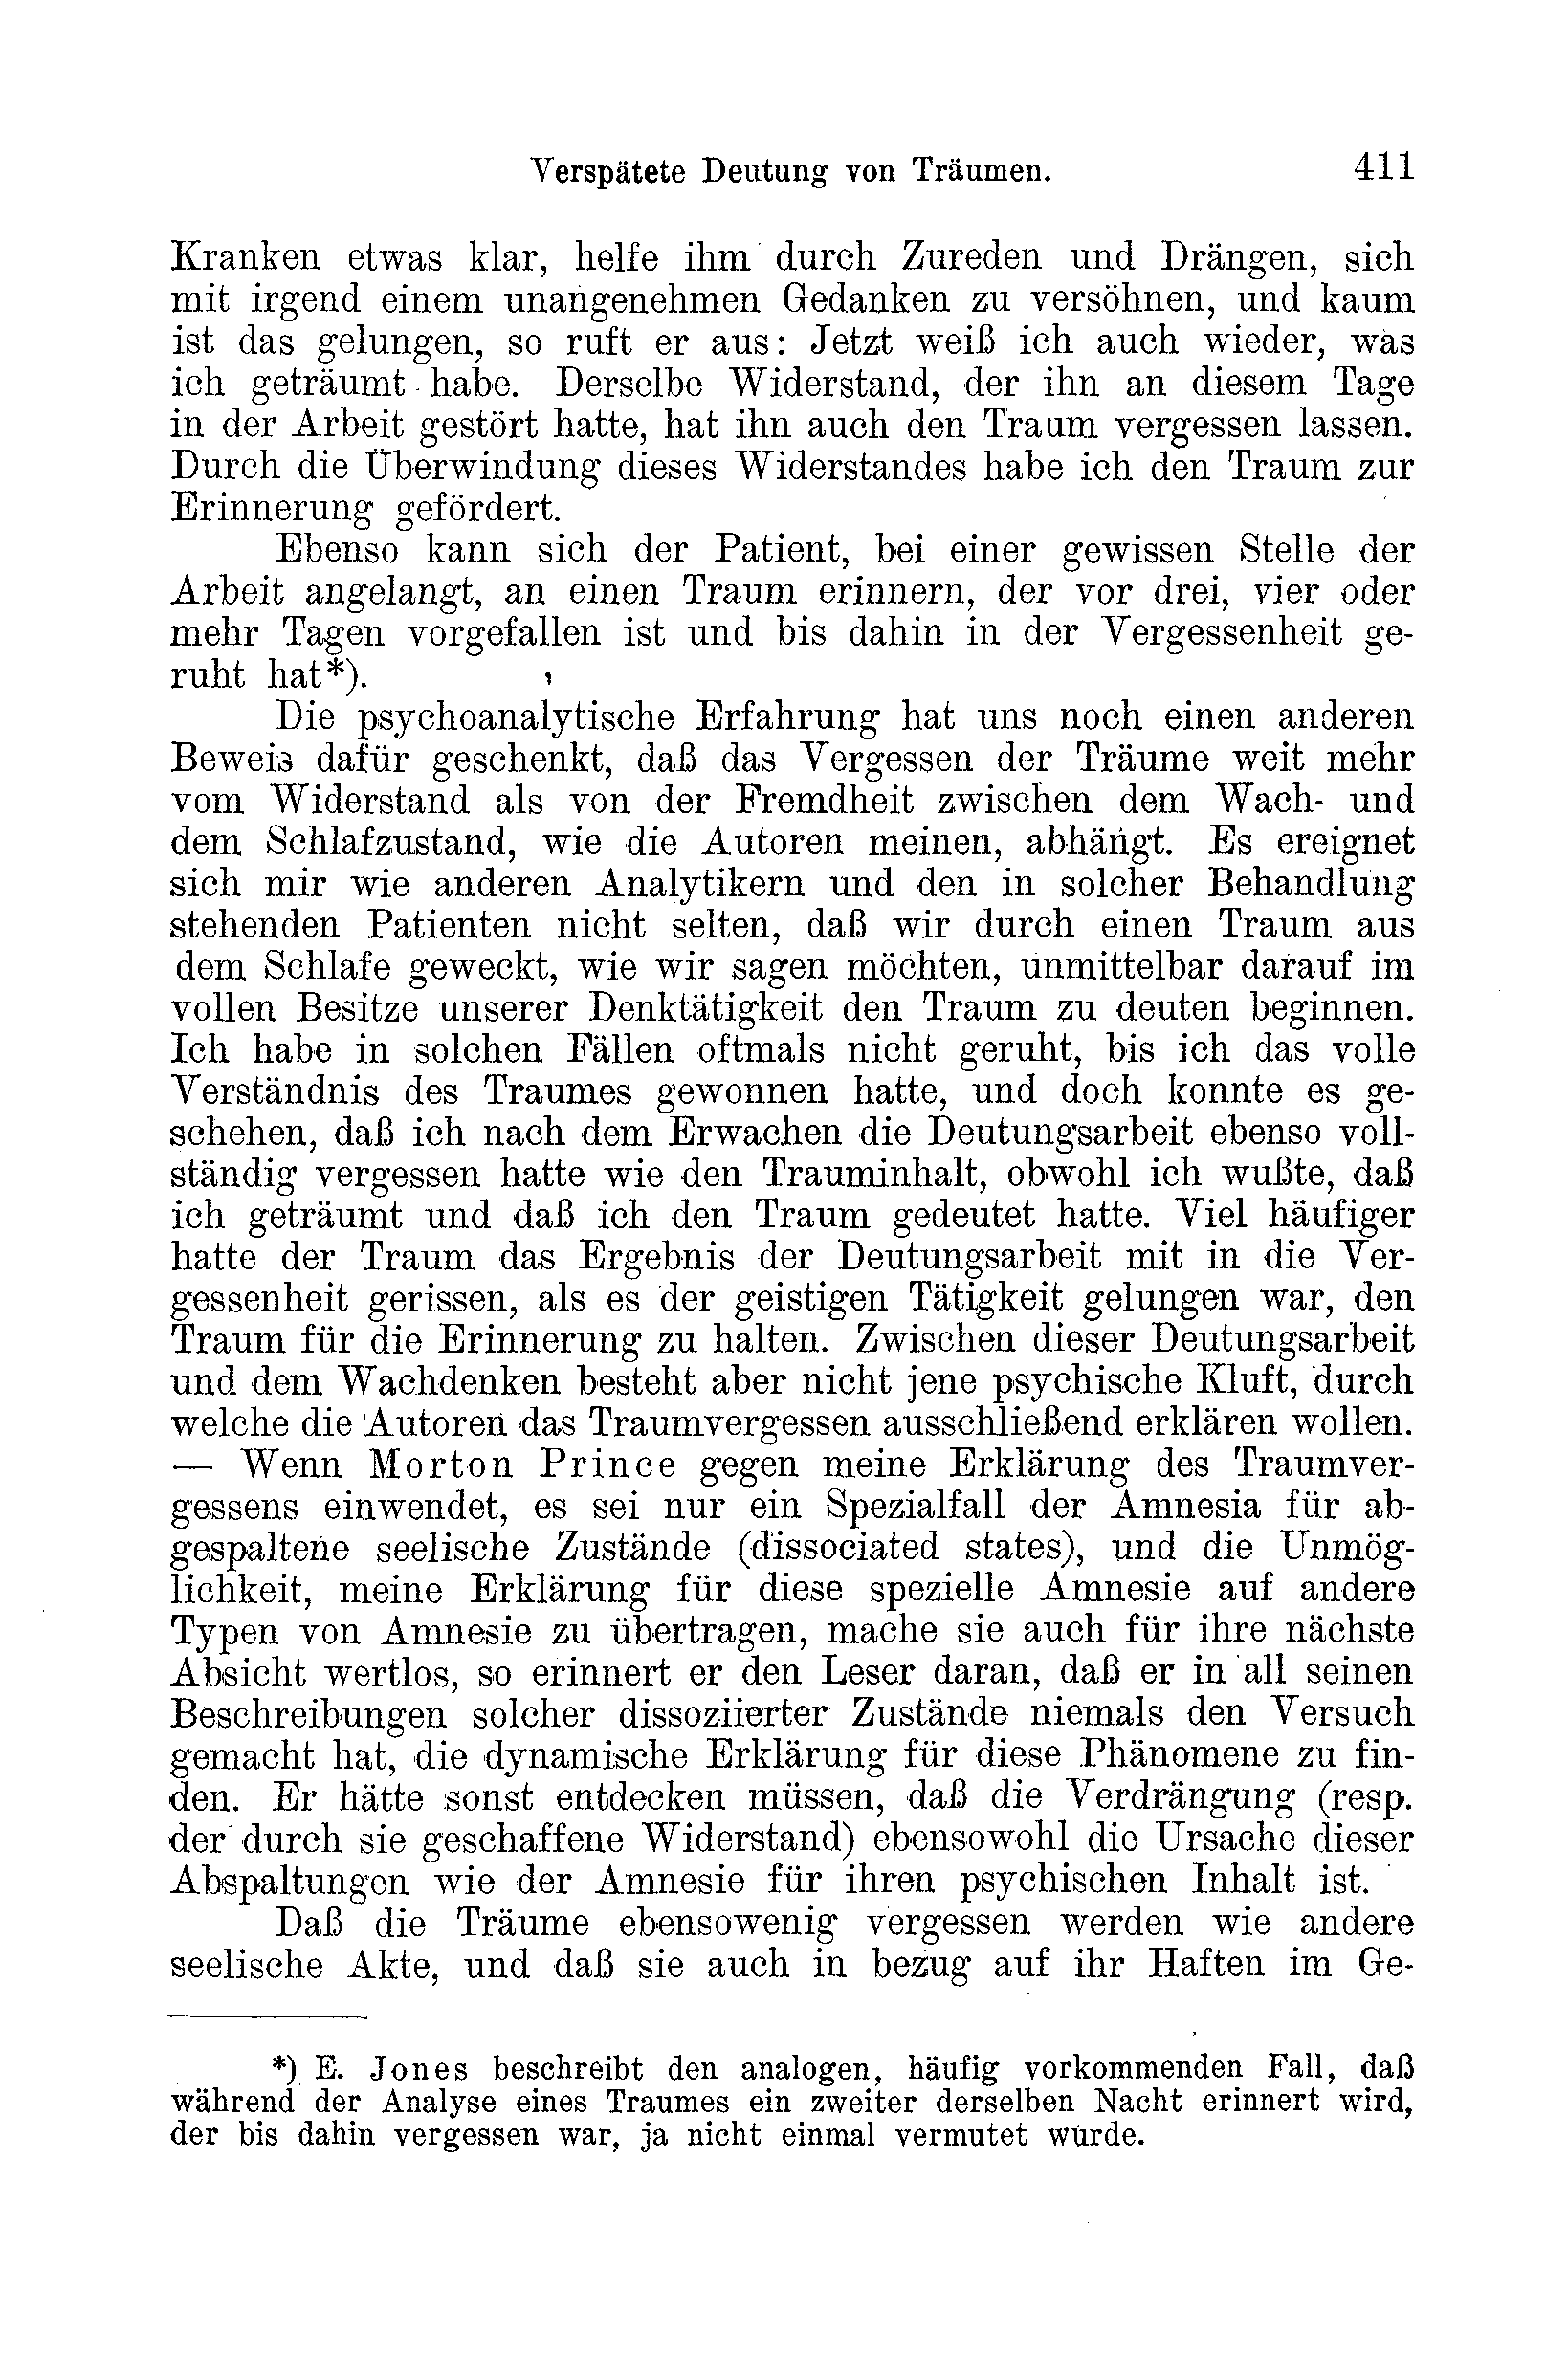 Verspätete Deutung von Träumen. 411
Kranken etwas klar, helfe ihm durch Zureden und Drängen, sich
mit irgend einem unangenehmen Gedanken zu versöhnen, und kaum
ist das gelungen, so ruft er aus: Jetzt weiß ich auch wieder, was
ich geträumt habe. Derselbe Widerstand, der ihn an diesem Tage
in der Arbeit gestört hatte, hat ihn auch den Traum vergessen lassen.
Durch die Überwindung dieses Widerstandes habe ich den Traum zur
Erinnerung gefördert.
Ebenso kann sich der Patient, bei einer gewissen Stelle der
Arbeit angelangt, an einen Traum erinnern, der vor drei, vier oder
mehr Tagen vorgefallen ist und bis dahin in der Vergessenheit ge-
ruht hat*).
Die psychoanalytische Erfahrung hat uns noch einen anderen
Beweis dafür geschenkt, daß das Vergessen der Träume weit mehr
vom Widerstand als von der Fremdheit zwischen dem Wach- und
dem Schlafzustand, wie die Autoren meinen, abhängt. Es ereignet
sich mir wie anderen Analytikern und den in solcher Behandlung
stehenden Patienten nicht selten, daß wir durch einen Traum aus
dem Schlafe geweckt, wie wir sagen möchten, unmittelbar darauf im
vollen Besitze unserer Denktätigkeit den Traum zu deuten beginnen.
Ich habe in solchen Fällen oftmals nicht geruht, bis ich das volle
Verständnis des Traumes gewonnen hatte, und doch konnte es ge-
schehen, daß ich nach dem Erwachen die Deutungsarbeit ebenso voll-
ständig vergessen hatte wie den Trauminhalt, obwohl ich wußte, daß
ich geträumt und daß ich den Traum gedeutet hatte. Viel häufiger
hatte der Traum das Ergebnis der Deutungsarbeit mit in die Ver-
gessenheit gerissen, als es der geistigen Tätigkeit gelungen war, den
Traum für die Erinnerung zu halten. Zwischen dieser Deutungsarbeit
und dem Wachdenken besteht aber nicht jene psychische Kluft, durch
welche die Autoren das Traumvergessen ausschließend erklären wollen.
— Wenn Morton Prince gegen meine Erklärung des Traumver-
gessens einwendet, es sei nur ein Spezialfall der Amnesia für ab-
gespaltene seelische Zustände (dissociated states), und die Unmög-
lichkeit, meine Erklärung für diese spezielle Amnesie auf andere
Typen von Amnesie zu übertragen, mache sie auch für ihre nächste
Absicht wertlos, so erinnert er den Leser daran, daß er in all seinen
Beschreibungen solcher dissoziierter Zustände niemals den Versuch
gemacht hat, die dynamische Erklärung für diese Phänomene zu fin-
den. Er hätte sonst entdecken müssen, daß die Verdrängung (resp.
der durch sie geschaffene Widerstand) ebensowohl die Ursache dieser
Abspaltungen wie der Amnesie für ihren psychischen Inhalt ist.
Daß die Träume ebensowenig vergessen werden wie andere
seelische Akte, und daß sie auch in bezug auf ihr Haften im Ge-
*) E. Jones beschreibt den analogen, häufig vorkommenden Fall, daß
während der Analyse eines Traumes ein zweiter derselben Nacht erinnert wird,
der bis dahin vergessen war, ja nicht einmal vermutet wurde.